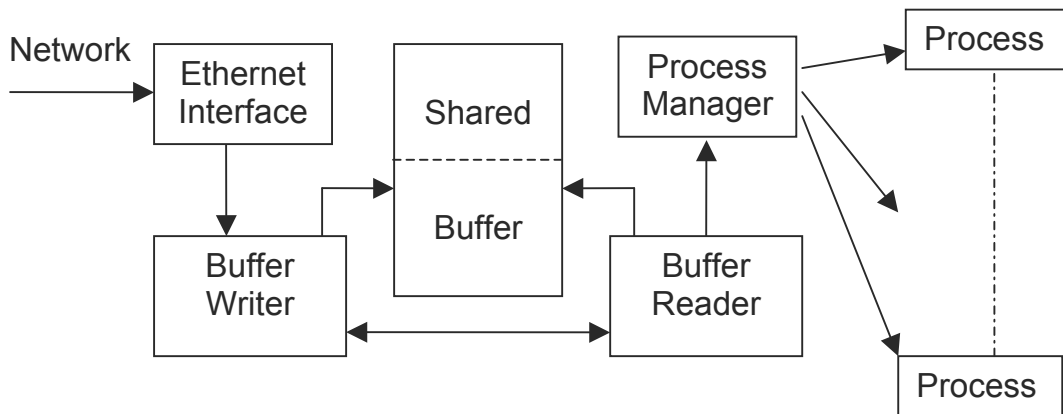 Network
Ethernet
Interface
Shared
Buffer
Process
Manager
Process
Buffer
Writer
Buffer
Reader
Process